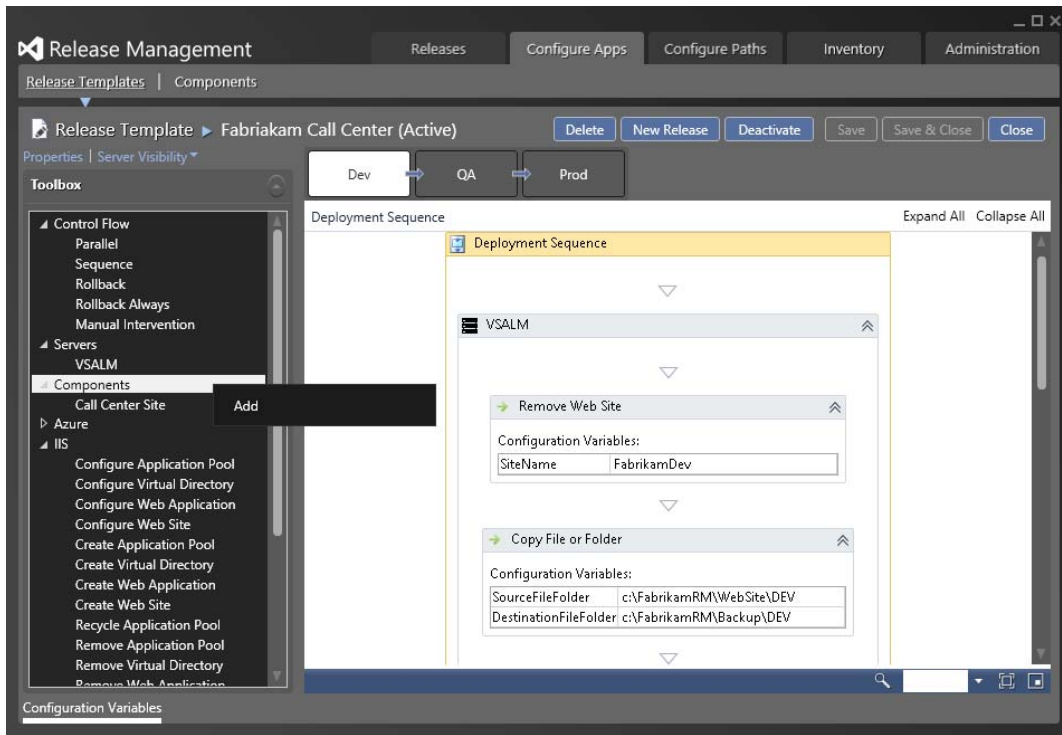 Release Management
Releases
Configure Apps
Configure Paths
Inventory
Administration
Release Templates | Components
Release Template ▸ Fabriakam Call Center (Active)
Delete
New Release
Deactivate
Save
Save & Close
Close
Properties | Server Visibility
Toolbox
Dev
QA
Prod
Deployment Sequence
Expand All Collapse All
Control Flow
Parallel
Sequence
Rollback
Rollback Always
Manual Intervention
Servers
VSALM
Components
Call Center Site
Add
Azure
IIS
Configure Application Pool
Configure Virtual Directory
Configure Web Application
Configure Web Site
Create Application Pool
Create Virtual Directory
Create Web Application
Create Web Site
Recycle Application Pool
Remove Application Pool
Remove Virtual Directory
Remove Web Application
Deployment Sequence
VSALM
Remove Web Site
Configuration Variables:
SiteName FabrikamDev
Copy File or Folder
Configuration Variables:
SourceFileFolder c:\FabrikamRM\WebSite\DEV
DestinationFileFolder c:\FabrikamRM\Backup\DEV
Configuration Variables